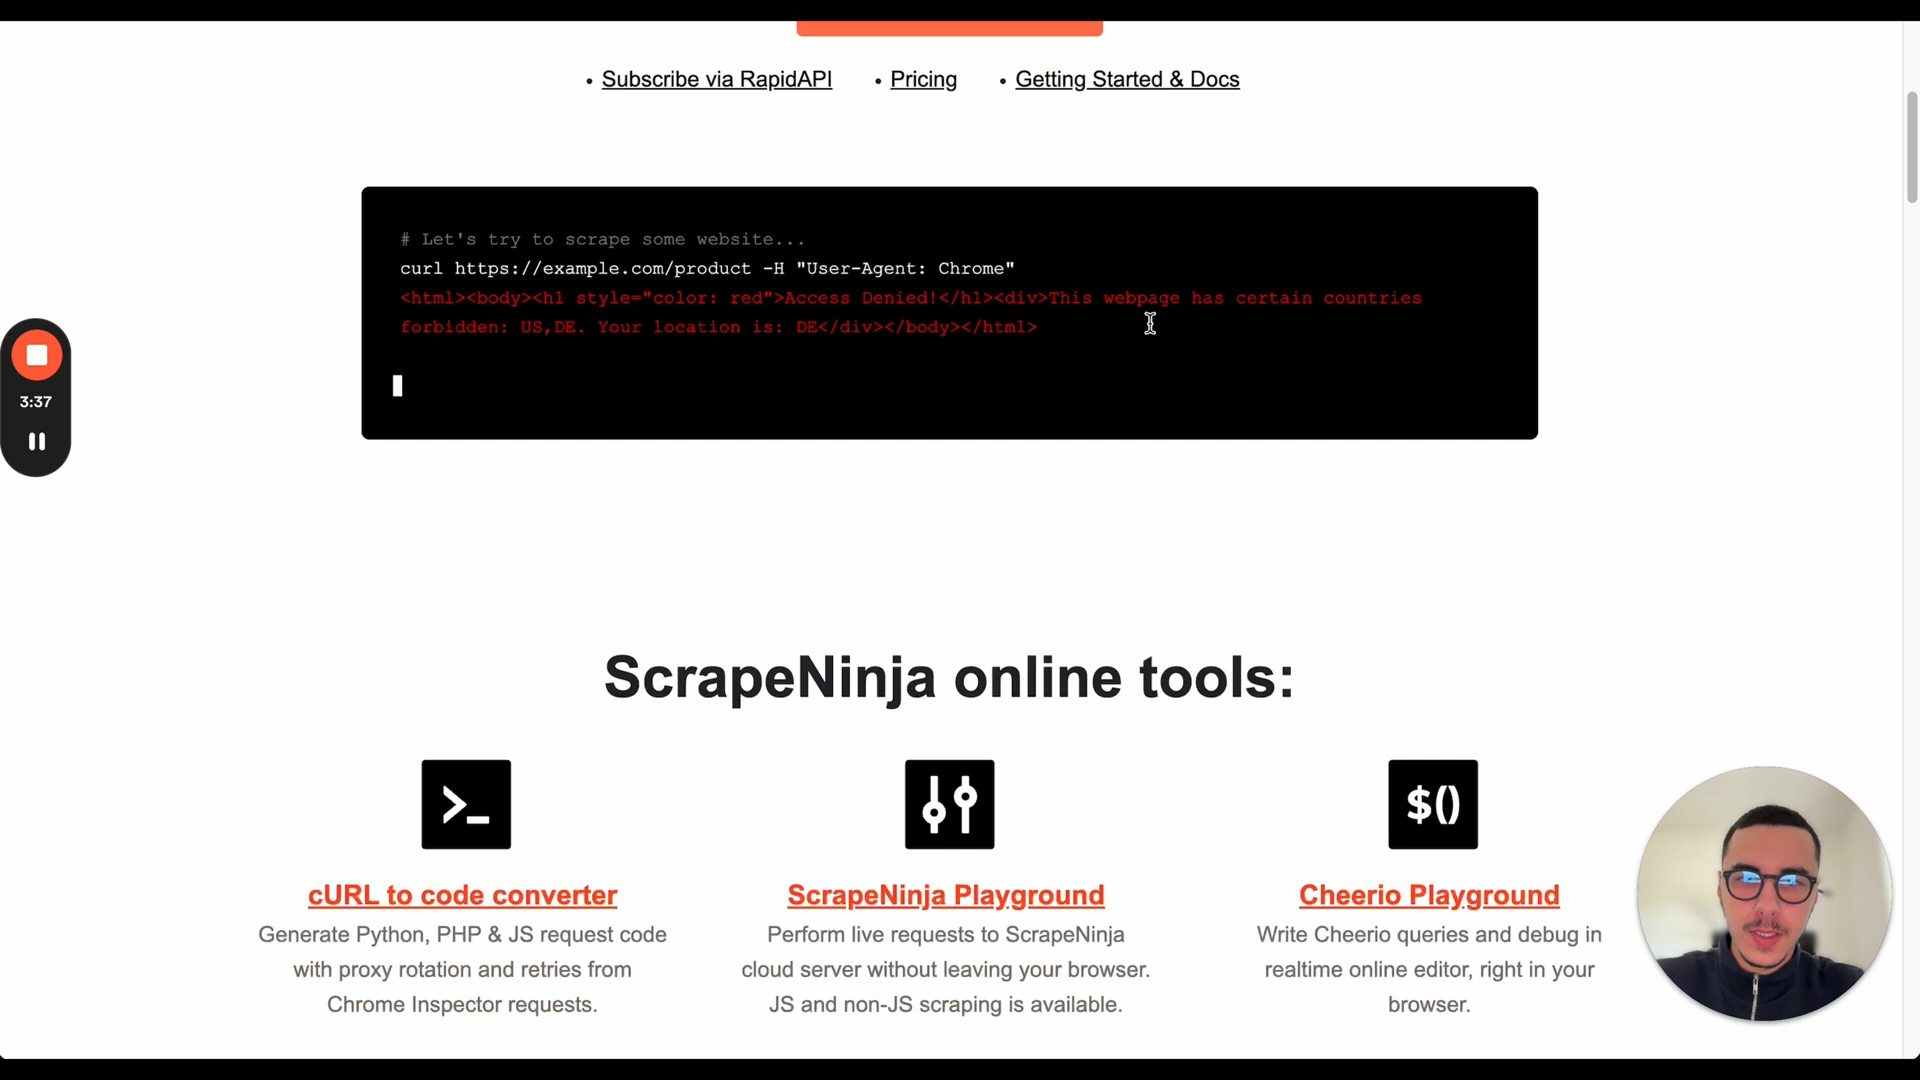 Subscribe via RapidAPI
Pricing
Getting Started & Docs
# Let's try to scrape some website...
curl https://example.com/product -H "User-Agent: Chrome"
<html><body><h1 style="color: red">Access Denied!</h1><div>This webpage has certain countries
forbidden: US,DE. Your location is: DE</div></body></html>
3:37
ScrapeNinja online tools:
>_
$()
cURL to code converter
ScrapeNinja Playground
Cheerio Playground
Generate Python, PHP & JS request code
with proxy rotation and retries from
Chrome Inspector requests.
Perform live requests to ScrapeNinja
cloud server without leaving your browser.
JS and non-JS scraping is available.
Write Cheerio queries and debug in
realtime online editor, right in your
browser.